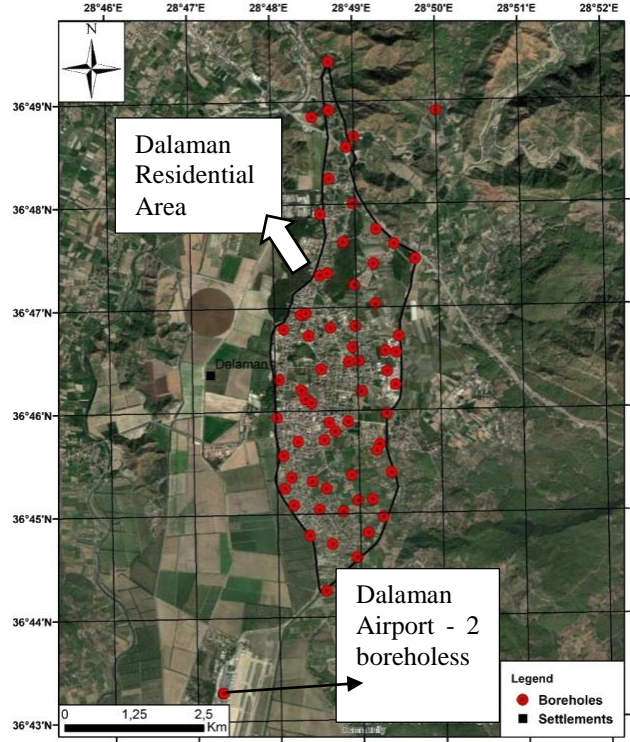 28°46'E 28°47'E 28°48'E 28°49'E 28°50'E 28°51'E 28°52'E
N
36°49'N
Dalaman
Residential
Area
36°48'N
36°47'N
Dalaman
36°46'N
36°45'N
36°44'N
Dalaman
Airport - 2
boreholess
Legend
Boreholes
Settlements
0 1,25 2,5
Km
36°43'N